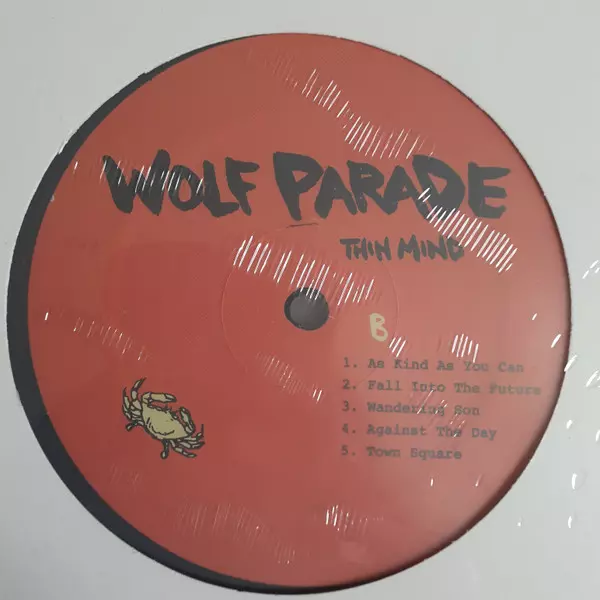 WOLF PARADE
THIN MIND
B
1. As Kind As You Can
2. Fall Into The Future
3. Wandering Son
4. Against The Day
5. Town Square